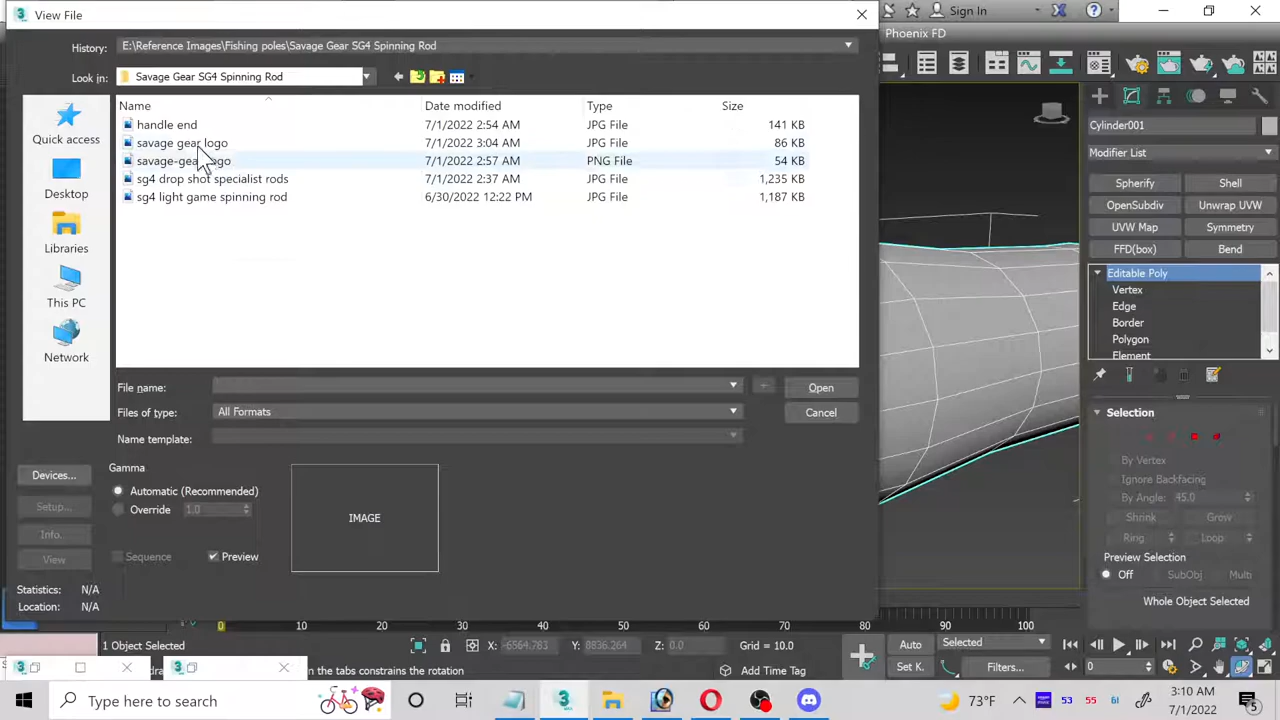 View File
Sign In
History:
E:\Reference Images\Fishing poles\Savage Gear SG4 Spinning Rod
Phoenix FD
Look in:
Savage Gear SG4 Spinning Rod
Name
Date modified
Type
Size
handle end
7/1/2022 2:54 AM
JPG File
141 KB
savage gear logo
7/1/2022 3:04 AM
JPG File
86 KB
7/1/2022 2:57 AM
PNG File
54 KB
sg4 drop shot specialist rods
7/1/2022 2:37 AM
JPG File
1,235 KB
sg4 light game spinning rod
6/30/2022 12:22 PM
JPG File
1,187 KB
Quick access
Desktop
Libraries
This PC
Network
File name:
Open
Files of type:
All Formats
Cancel
Name template:
Devices...
Setup...
Info...
View
Gamma
Automatic (Recommended)
Override
1.0
Sequence
Preview
IMAGE
Statistics: N/A
Location: N/A
Cylinder001
Modifier List
Spherify
Shell
OpenSubdiv
Unwrap UVW
UVW Map
Symmetry
FFD(box)
Bend
Editable Poly
Vertex
Edge
Border
Polygon
Element
Selection
By Vertex
Ignore Backfacing
By Angle: 45.0
Shrink
Grow
Ring
Loop
Preview Selection
Off
SubObj
Multi
Whole Object Selected
0
10
20
30
40
50
60
70
80
90
100
1 Object Selected
X: -6564.783
Y: 8836.264
Z: 0.0
Grid = 10.0
Auto
Selected
the tabs constrains the rotation
Add Time Tag
Set K.
Filters...
0
Type here to search
73°F
53
55
61
3:10 AM
7/1/2022
5